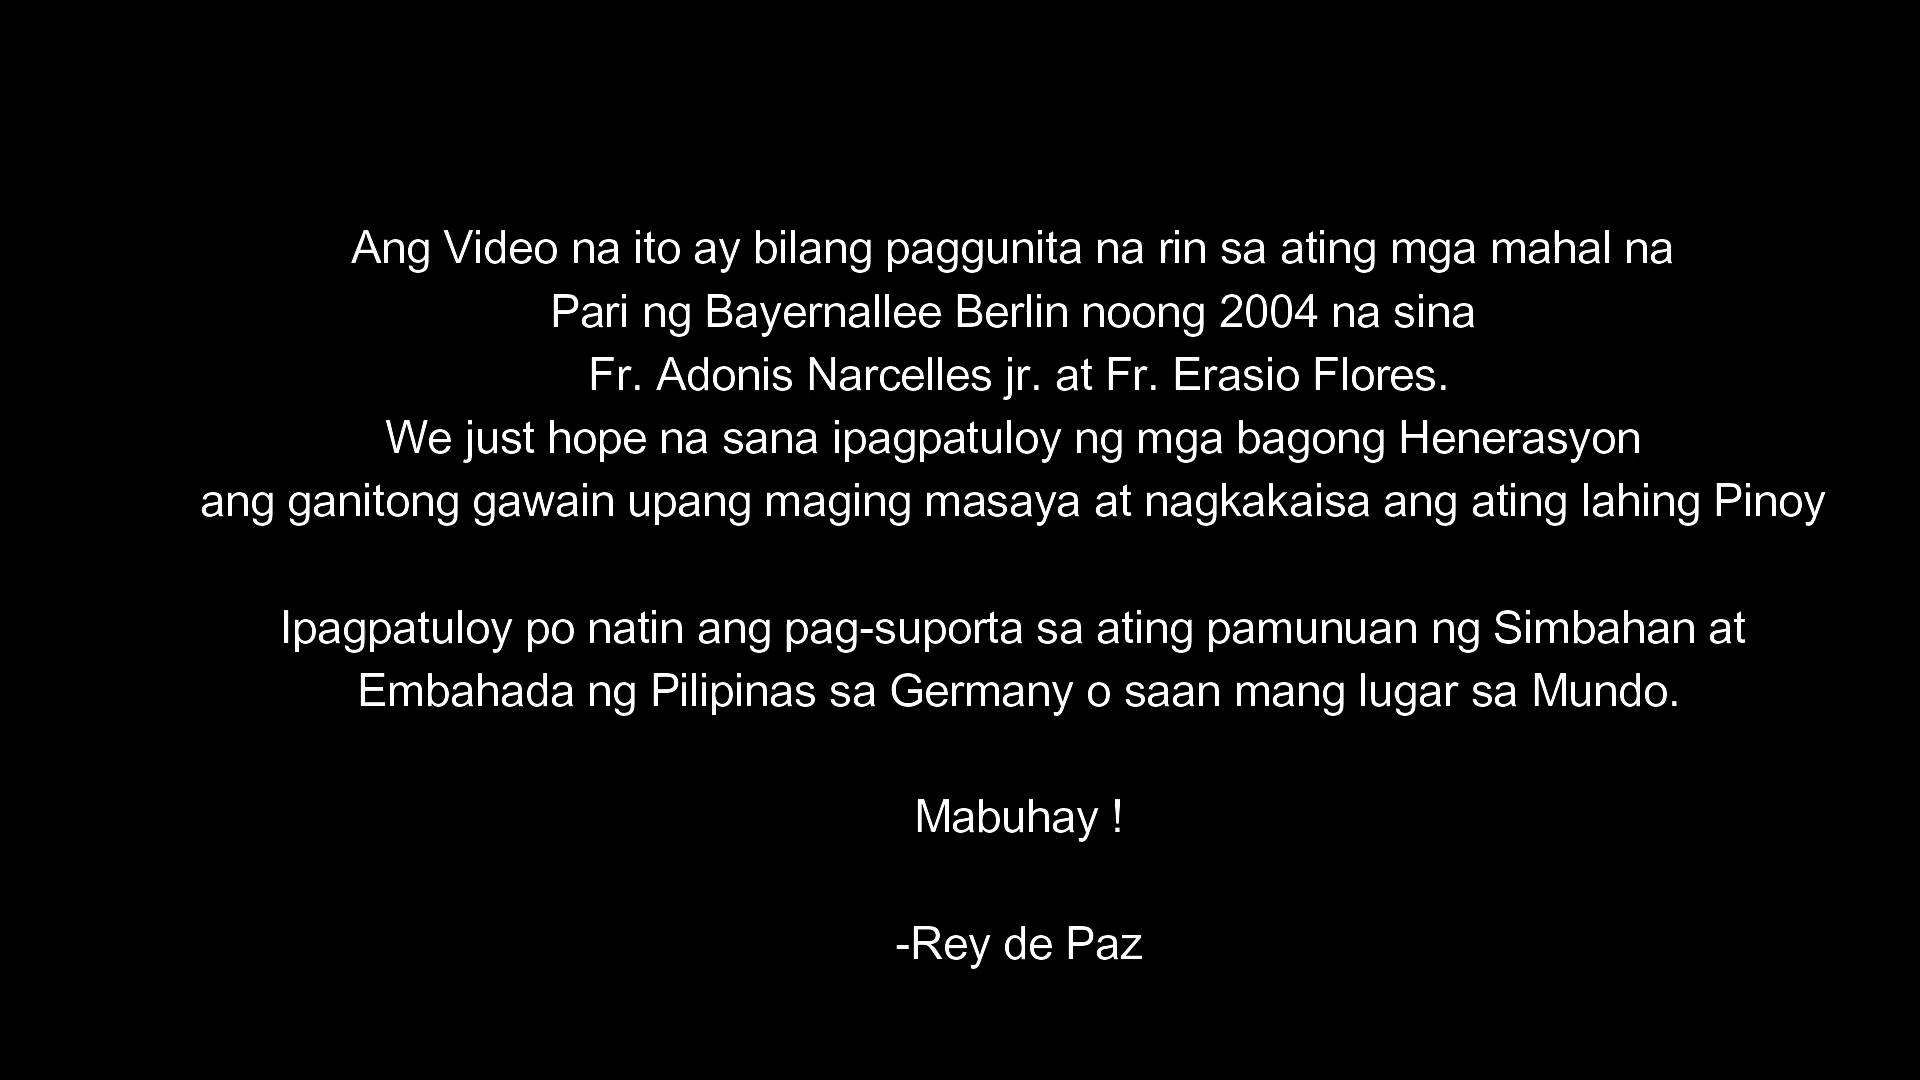 Ang Video na ito ay bilang paggunita na rin sa ating mga mahal na
Pari ng Bayernallee Berlin noong 2004 na sina
Fr. Adonis Narcelles jr. at Fr. Erasio Flores.
We just hope na sana ipagpatuloy ng mga bagong Henerasyon
ang ganitong gawain upang maging masaya at nagkakaisa ang ating lahing Pinoy
Ipagpatuloy po natin ang pag-suporta sa ating pamunuan ng Simbahan at
Embahada ng Pilipinas sa Germany o saan mang lugar sa Mundo.
Mabuhay !
-Rey de Paz